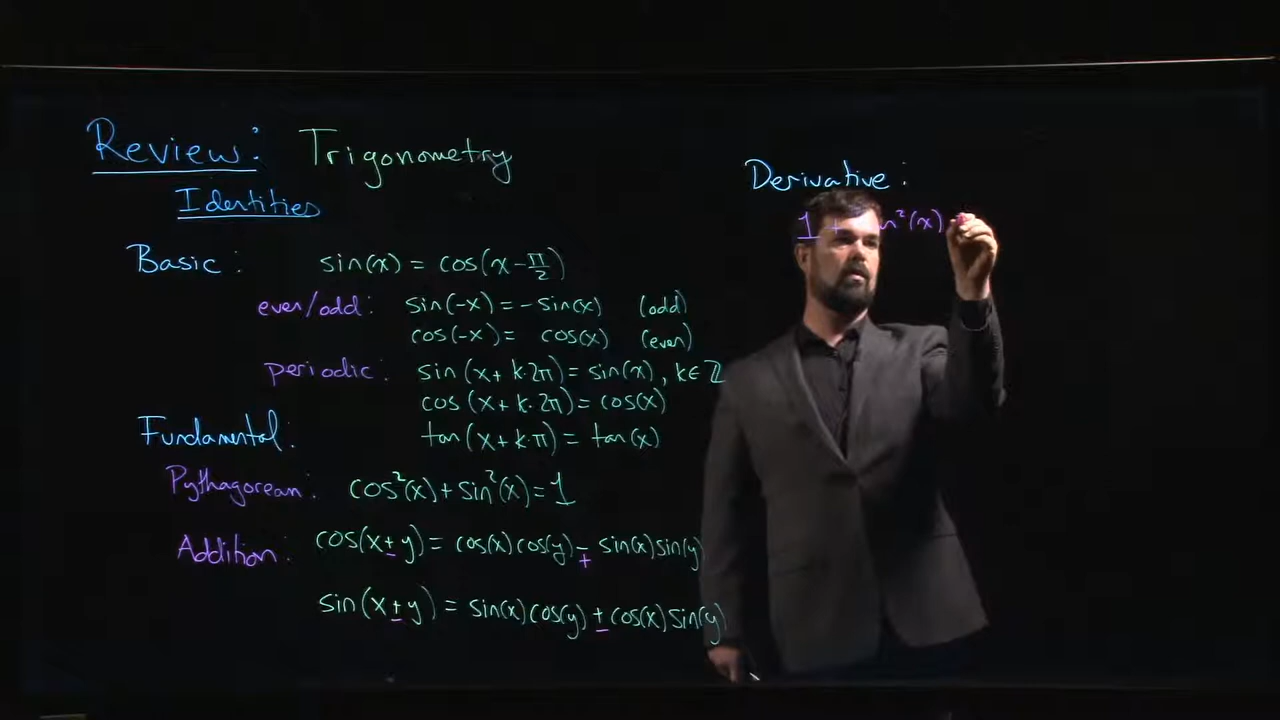 Review: Trigonometry
Identities
Basic: sin(x) = cos(x - π/2)
even/odd: sin(-x) = - sin(x) (odd)
cos(-x) = cos(x) (even)
periodic: sin(x + k·2π) = sin(x), k∈ℤ
cos(x + k·2π) = cos(x)
Fundamental:
tan(x + k·π) = tan(x)
Pythagorean: cos²(x) + sin²(x) = 1
Addition: cos(x ± y) = cos(x)cos(y) ∓ sin(x)sin(y)
sin(x ± y) = sin(x)cos(y) ± cos(x)sin(y)
Derivative:
1 + n²(x)